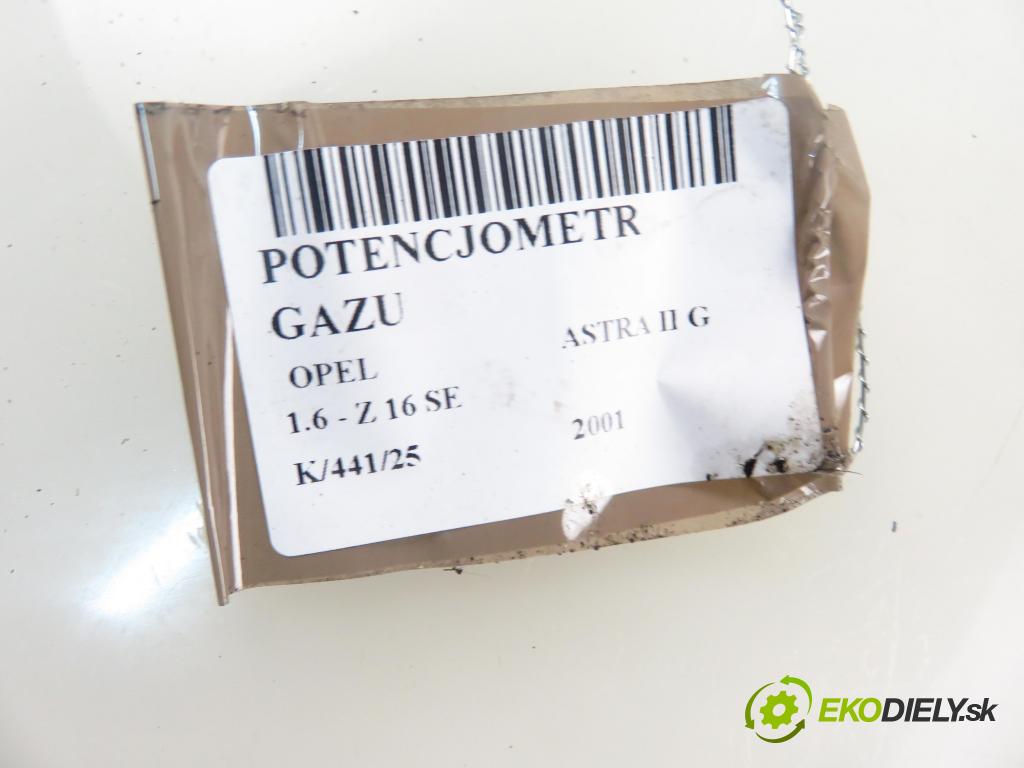 POTENCJOMETR
GAZU
OPEL ASTRA II G
1.6 - Z 16 SE
K/441/25 2001
EKODIELY.sk